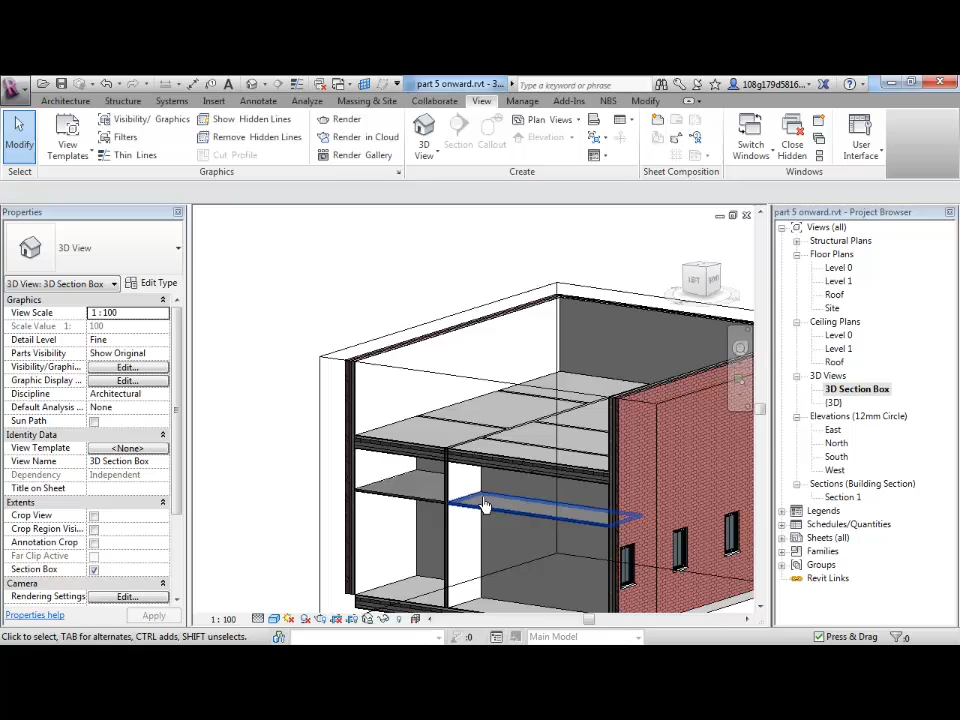 part 5 onward.rvt - 3...
Type a keyword or phrase
108g179d5816...
Architecture Structure Systems Insert Annotate Analyze Massing & Site Collaborate View Manage Add-Ins NBS Modify
Modify
View Templates
Visibility/ Graphics
Filters
Thin Lines
Show Hidden Lines
Remove Hidden Lines
Cut Profile
Render
Render in Cloud
Render Gallery
3D View
Section
Callout
Plan Views
Elevation
Switch Windows
Close Hidden
User Interface
Select
Graphics
Create
Sheet Composition
Windows
Properties
3D View
3D View: 3D Section Box
Edit Type
Graphics
View Scale 1 : 100
Scale Value 1: 100
Detail Level Fine
Parts Visibility Show Original
Visibility/Graphi... Edit...
Graphic Display ... Edit...
Discipline Architectural
Default Analysis ... None
Sun Path
Identity Data
View Template <None>
View Name 3D Section Box
Dependency Independent
Title on Sheet
Extents
Crop View
Crop Region Visi...
Annotation Crop
Far Clip Active
Section Box
Camera
Rendering Settings Edit...
Properties help
Apply
part 5 onward.rvt - Project Browser
Views (all)
Structural Plans
Floor Plans
Level 0
Level 1
Roof
Site
Ceiling Plans
Level 0
Level 1
Roof
3D Views
3D Section Box
{3D}
Elevations (12mm Circle)
East
North
South
West
Sections (Building Section)
Section 1
Legends
Schedules/Quantities
Sheets (all)
Families
Groups
Revit Links
1 : 100
Click to select, TAB for alternates, CTRL adds, SHIFT unselects.
:0
Main Model
Press & Drag
:0